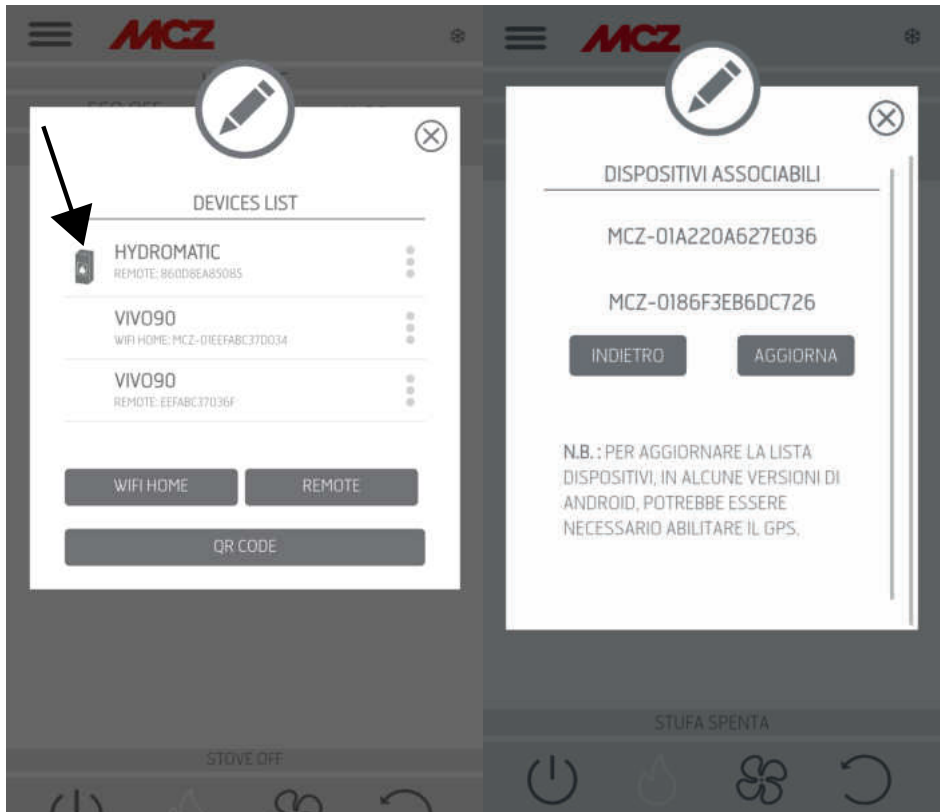 MCZ
DEVICES LIST
HYDROMATIC
REMOTE: 860D8EA85085
VIVO90
WIFI HOME: MCZ-01EEFABC37D034
VIVO90
REMOTE: EEFABC37036F
WIFI HOME
REMOTE
QR CODE
STOVE OFF
MCZ
DISPOSITIVI ASSOCIABILI
MCZ-01A220A627E036
MCZ-0186F3EB6DC726
INDIETRO
AGGIORNA
N.B. : PER AGGIORNARE LA LISTA
DISPOSITIVI, IN ALCUNE VERSIONI DI
ANDROID, POTREBBE ESSERE
NECESSARIO ABILITARE IL GPS.
STUFA SPENTA